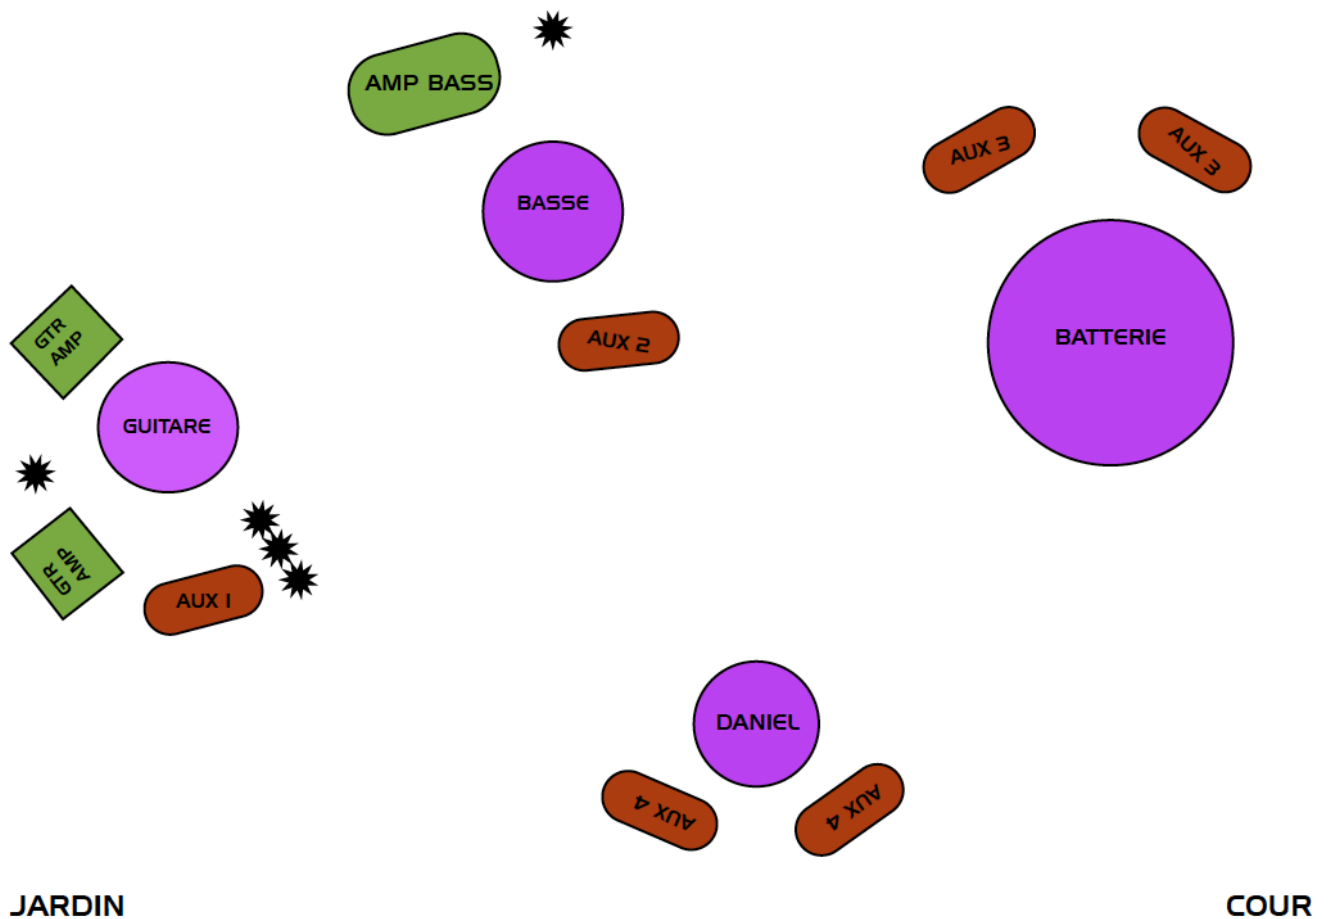 AMP BASS
AUX 3
AUX 3
BASSE
AUX 2
BATTERIE
GTR
AMP
GUITARE
GTR
AMP
AUX 1
DANIEL
AUX 4
AUX 4
JARDIN
COUR